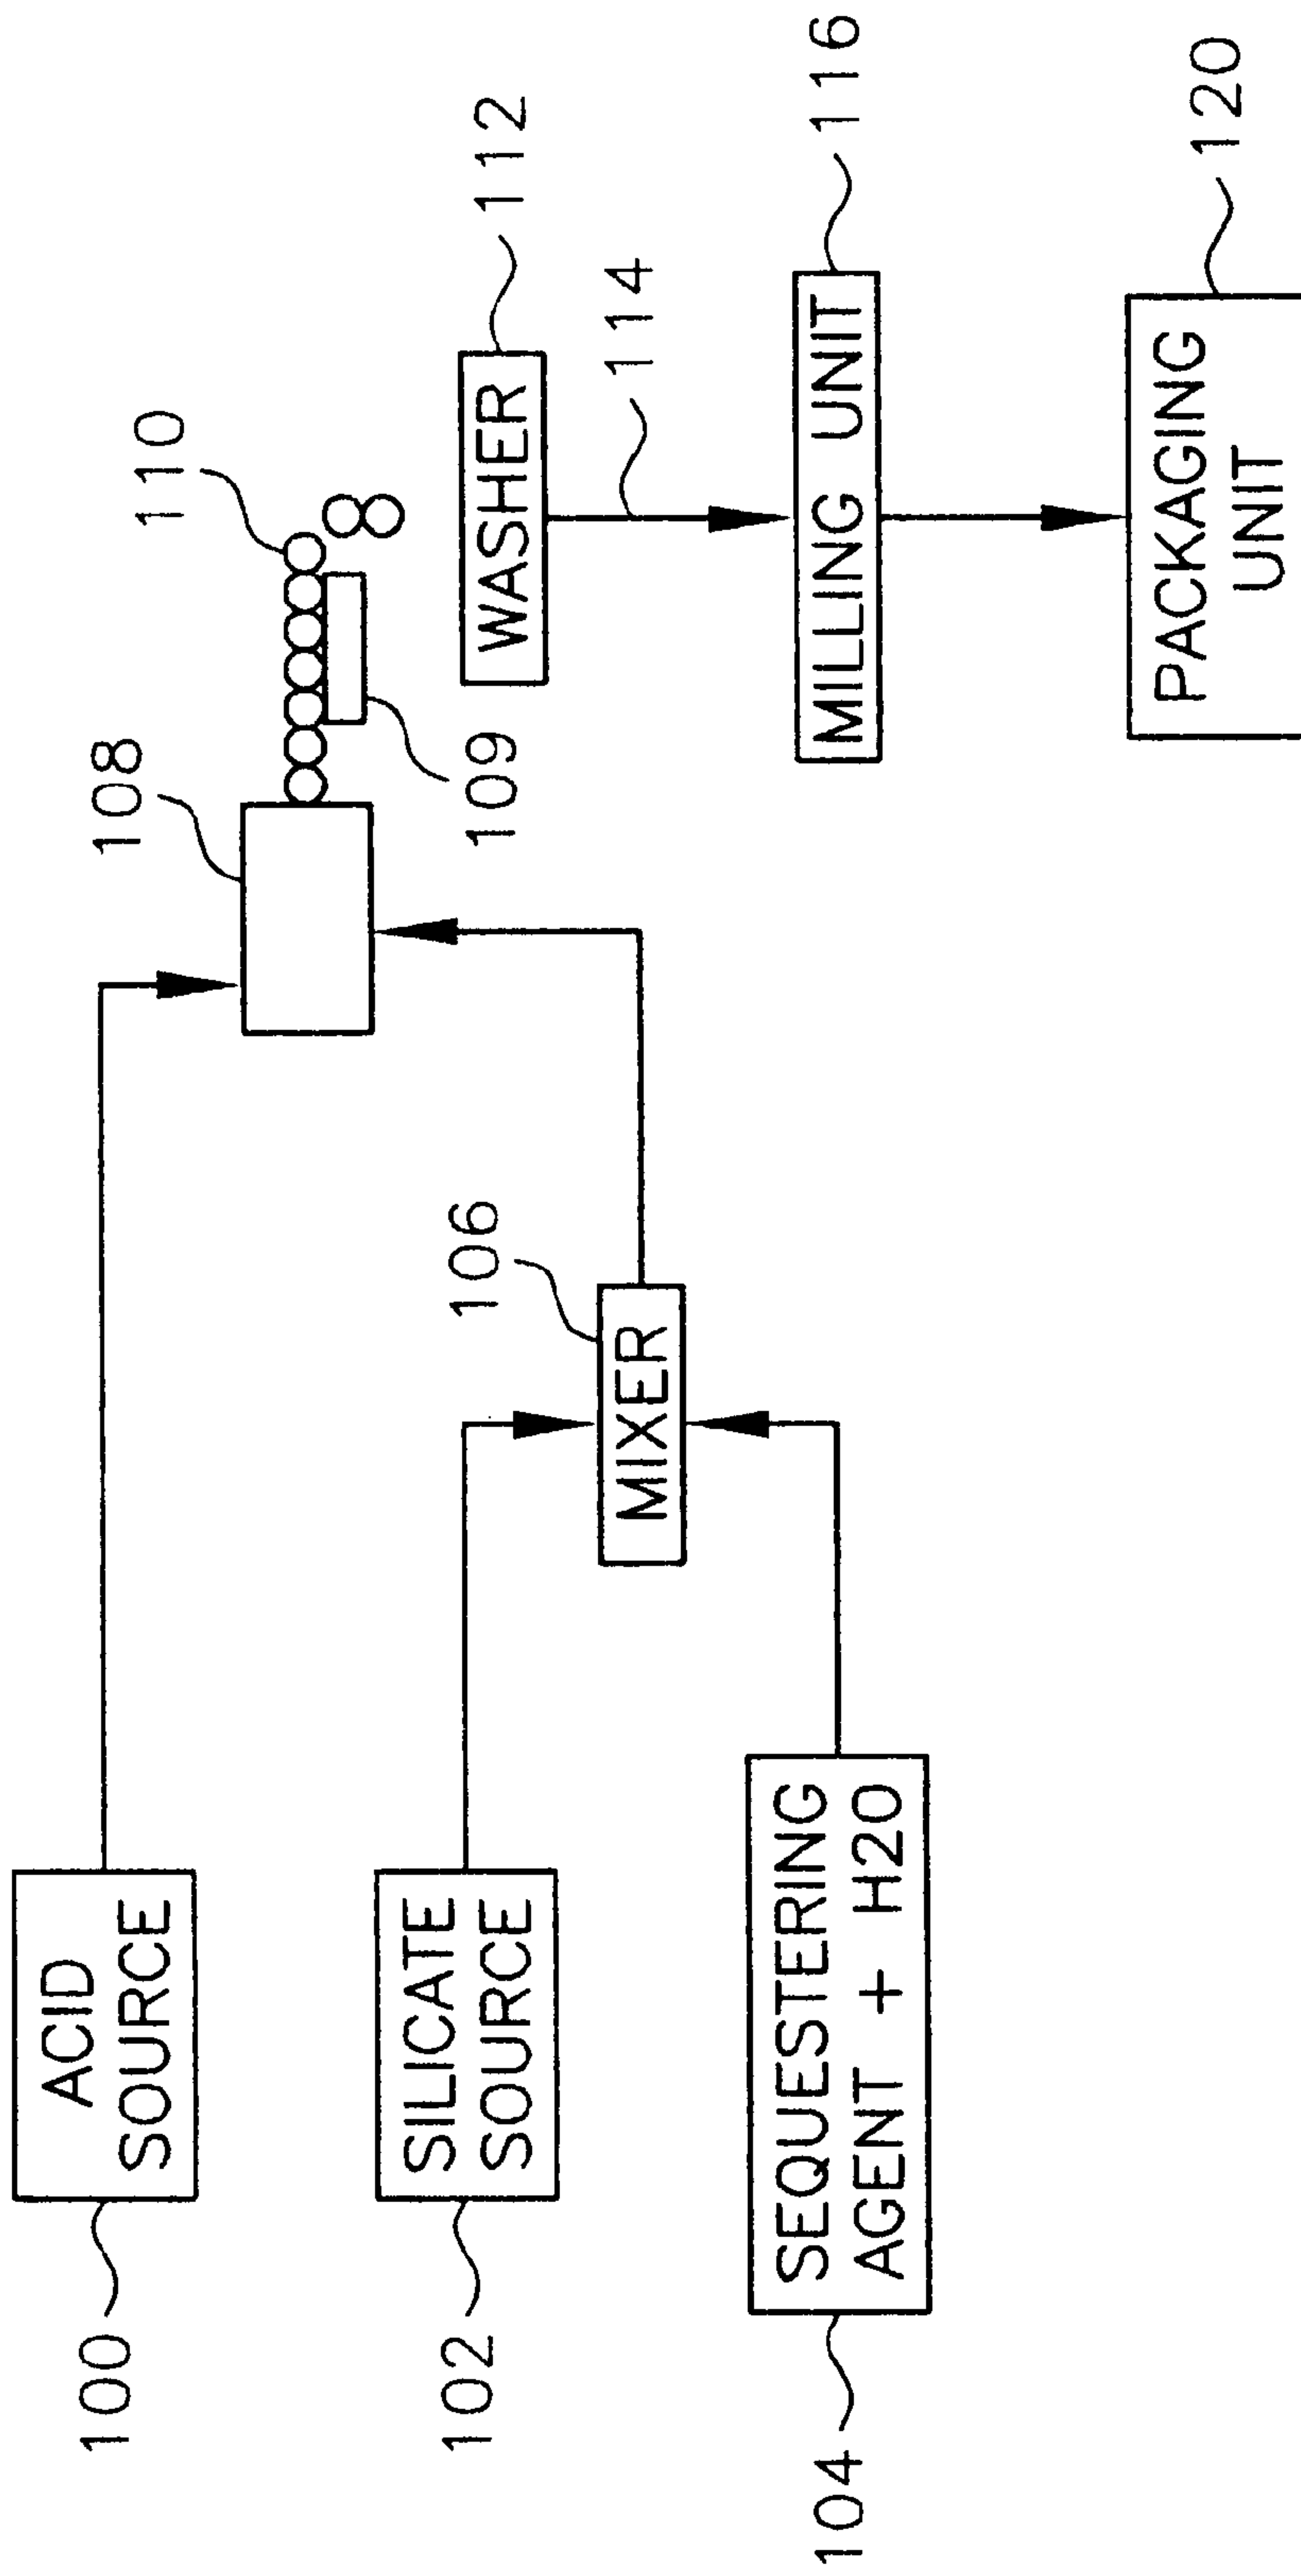 100
ACID
SOURCE
102
SILICATE
SOURCE
104
SEQUESTERING
AGENT + H2O
106
MIXER
108
109
110
112
WASHER
114
116
MILLING UNIT
120
PACKAGING
UNIT